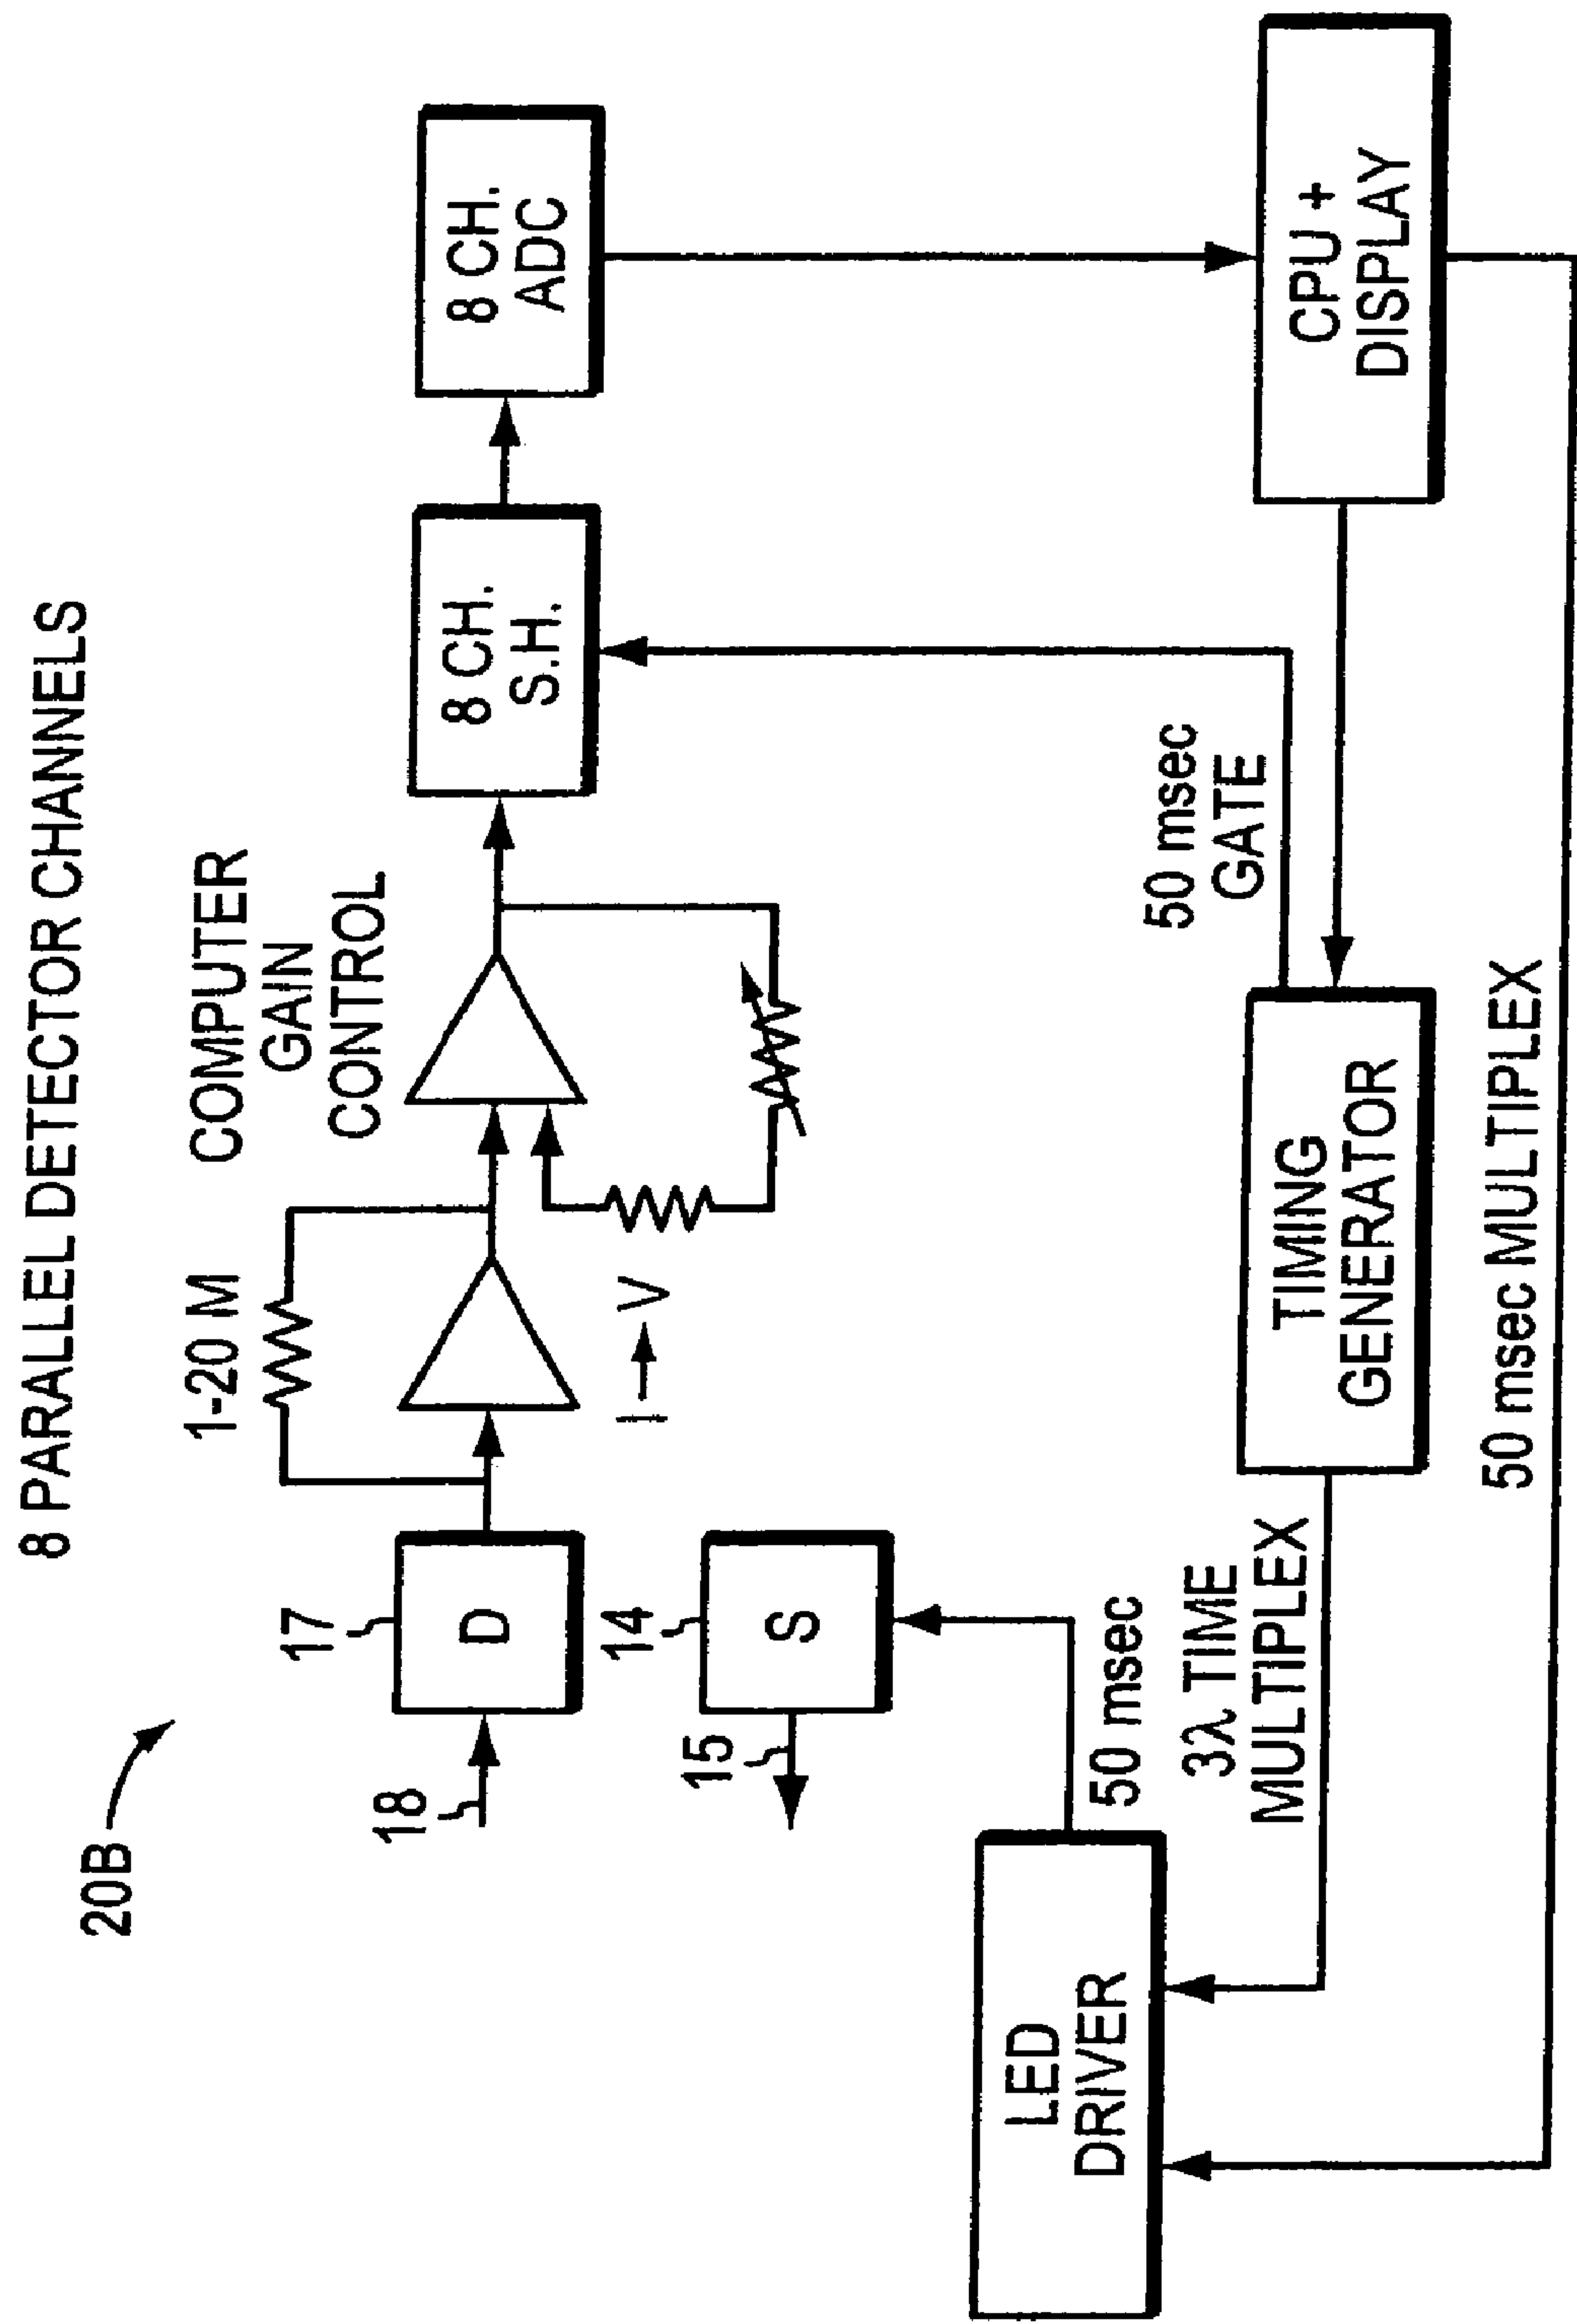 8 PARALLEL DETECTOR CHANNELS
20B
1-20 M
COMPUTER
GAIN
CONTROL
17
D
18
I → V
8 CH.
S.H.
8 CH.
ADC
14
S
15
50 msec
LED
DRIVER
3λ TIME
MULTIPLEX
TIMING
GENERATOR
50 msec
GATE
CPU +
DISPLAY
50 msec MULTIPLEX